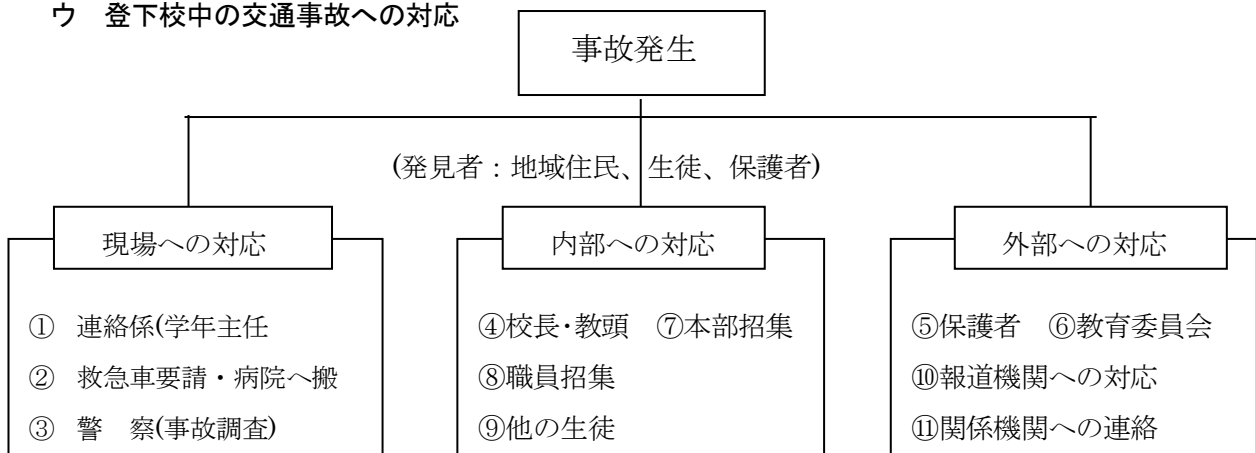 ウ 登下校中の交通事故への対応
事故発生
(発見者：地域住民、生徒、保護者)
現場への対応
① 連絡係(学年主任
② 救急車要請・病院へ搬
③ 警 察(事故調査)
内部への対応
④校長・教頭 ⑦本部招集
⑧職員招集
⑨他の生徒
外部への対応
⑤保護者 ⑥教育委員会
⑩報道機関への対応
⑪関係機関への連絡